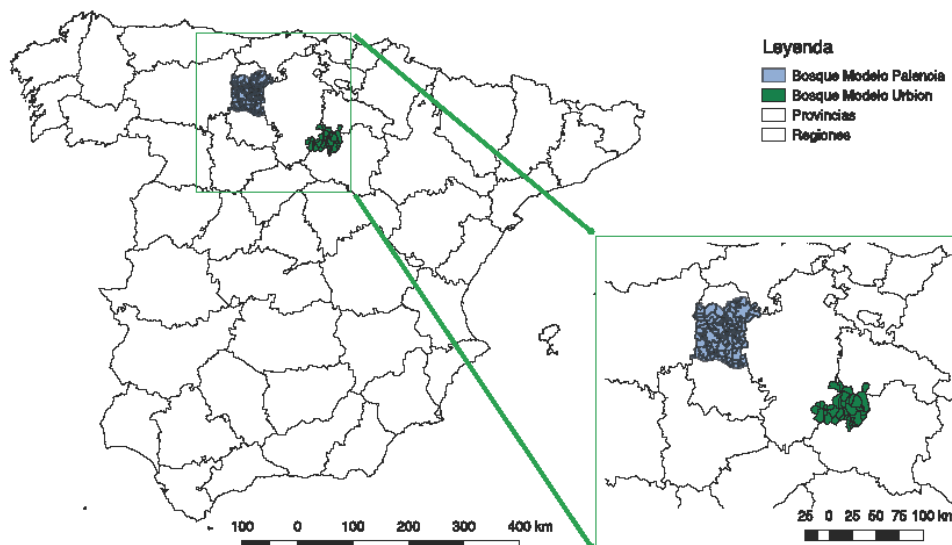 Leyenda
Bosque Modelo Palencia
Bosque Modelo Urbion
Provincias
Regiones
100 0 100 200 300 400 km
25 0 25 50 75 100 km